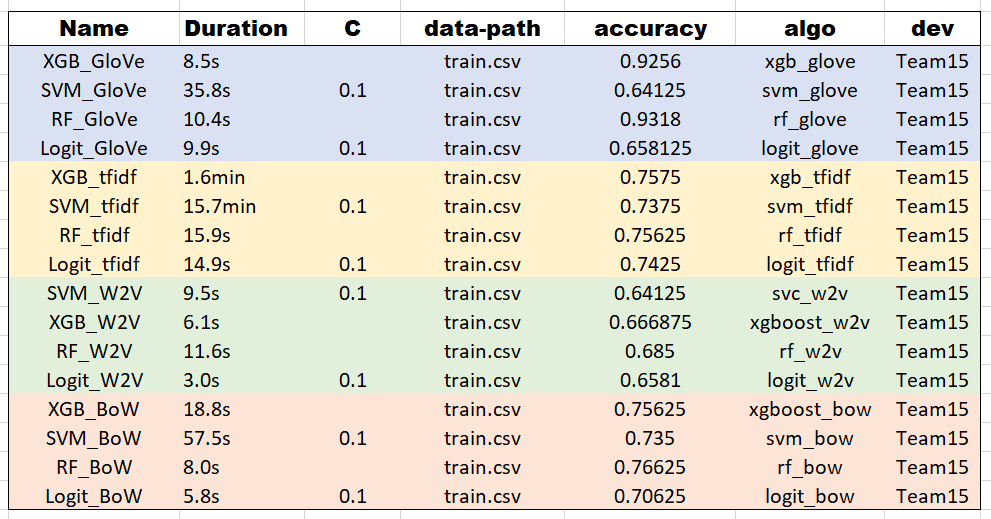 Name Duration C data-path accuracy algo dev
XGB_GloVe 8.5s train.csv 0.9256 xgb_glove Team15
SVM_GloVe 35.8s 0.1 train.csv 0.64125 svm_glove Team15
RF_GloVe 10.4s train.csv 0.9318 rf_glove Team15
Logit_GloVe 9.9s 0.1 train.csv 0.658125 logit_glove Team15
XGB_tfidf 1.6min train.csv 0.7575 xgb_tfidf Team15
SVM_tfidf 15.7min 0.1 train.csv 0.7375 svm_tfidf Team15
RF_tfidf 15.9s train.csv 0.75625 rf_tfidf Team15
Logit_tfidf 14.9s 0.1 train.csv 0.7425 logit_tfidf Team15
SVM_W2V 9.5s 0.1 train.csv 0.64125 svc_w2v Team15
XGB_W2V 6.1s train.csv 0.666875 xgboost_w2v Team15
RF_W2V 11.6s train.csv 0.685 rf_w2v Team15
Logit_W2V 3.0s 0.1 train.csv 0.6581 logit_w2v Team15
XGB_BoW 18.8s train.csv 0.75625 xgboost_bow Team15
SVM_BoW 57.5s 0.1 train.csv 0.735 svm_bow Team15
RF_BoW 8.0s train.csv 0.76625 rf_bow Team15
Logit_BoW 5.8s 0.1 train.csv 0.70625 logit_bow Team15